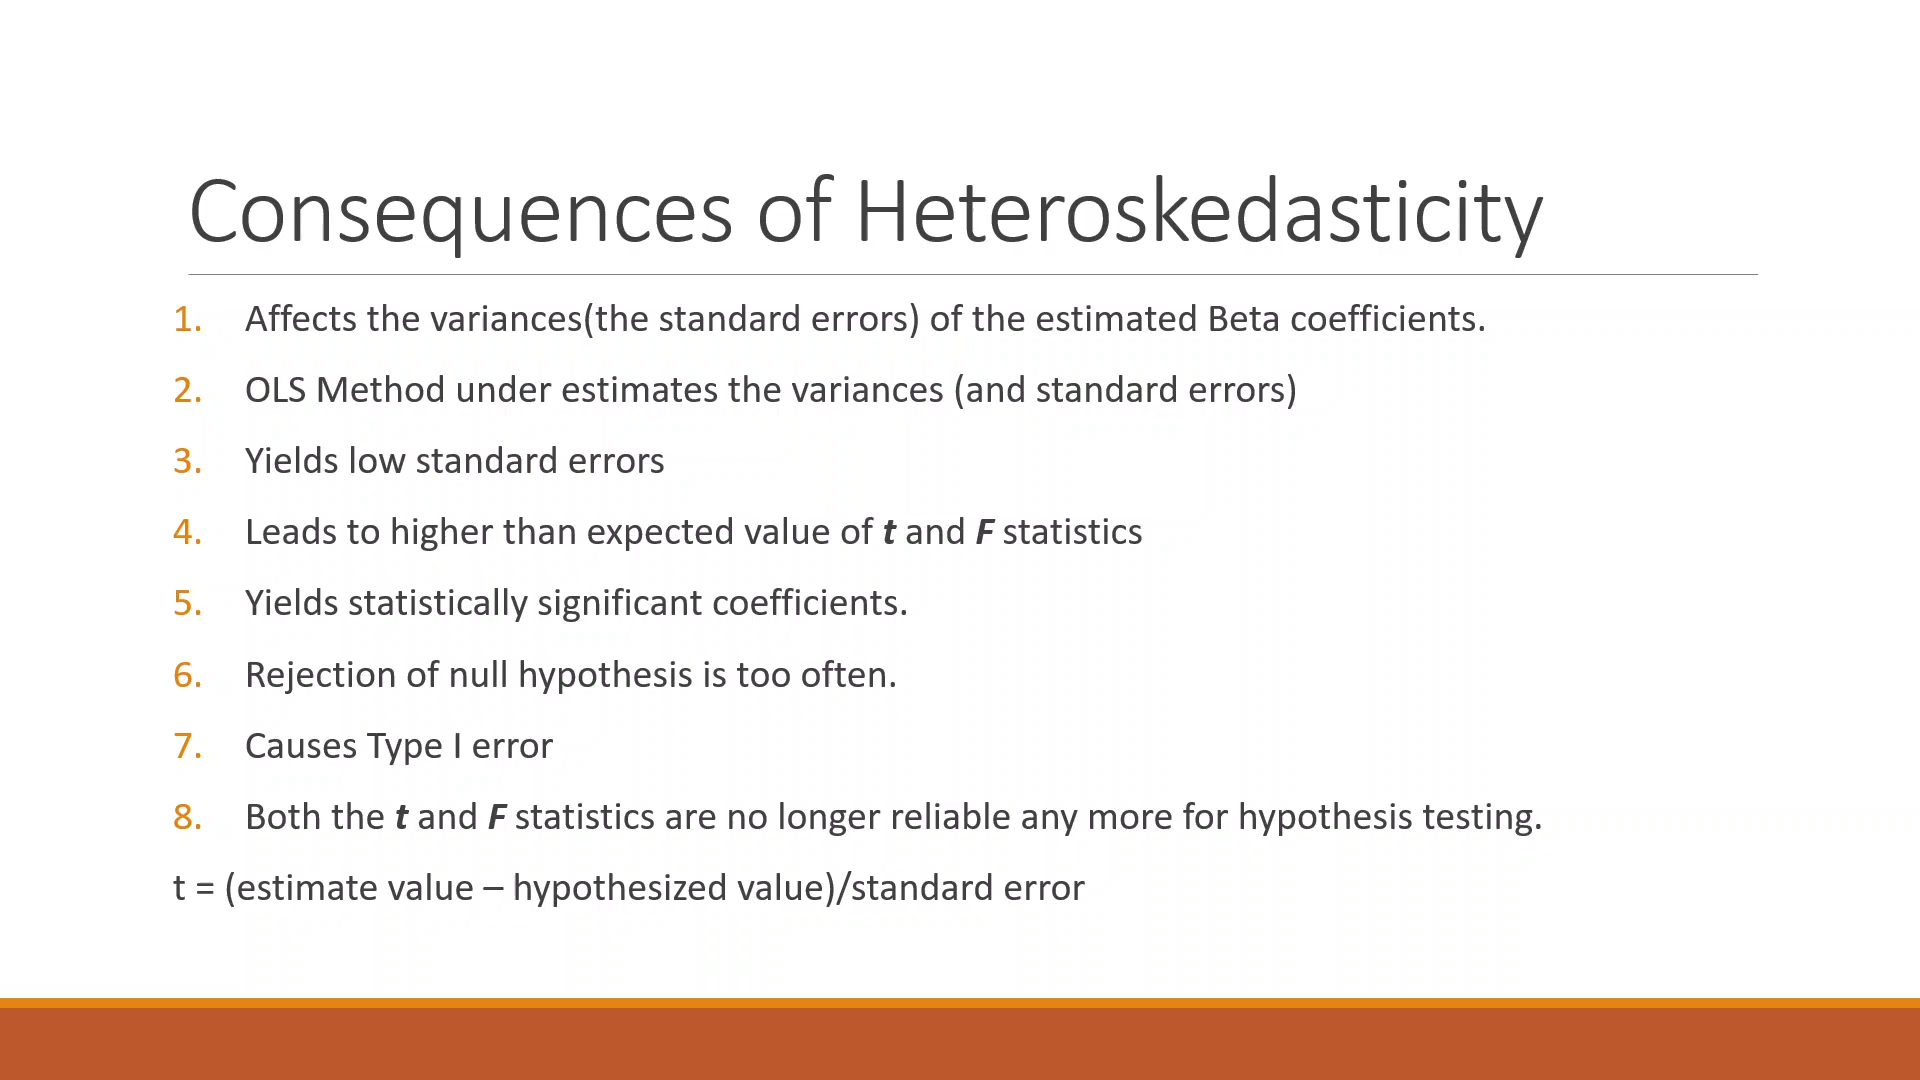 Consequences of Heteroskedasticity
1. Affects the variances(the standard errors) of the estimated Beta coefficients.
2. OLS Method under estimates the variances (and standard errors)
3. Yields low standard errors
4. Leads to higher than expected value of t and F statistics
5. Yields statistically significant coefficients.
6. Rejection of null hypothesis is too often.
7. Causes Type I error
8. Both the t and F statistics are no longer reliable any more for hypothesis testing.
t = (estimate value – hypothesized value)/standard error